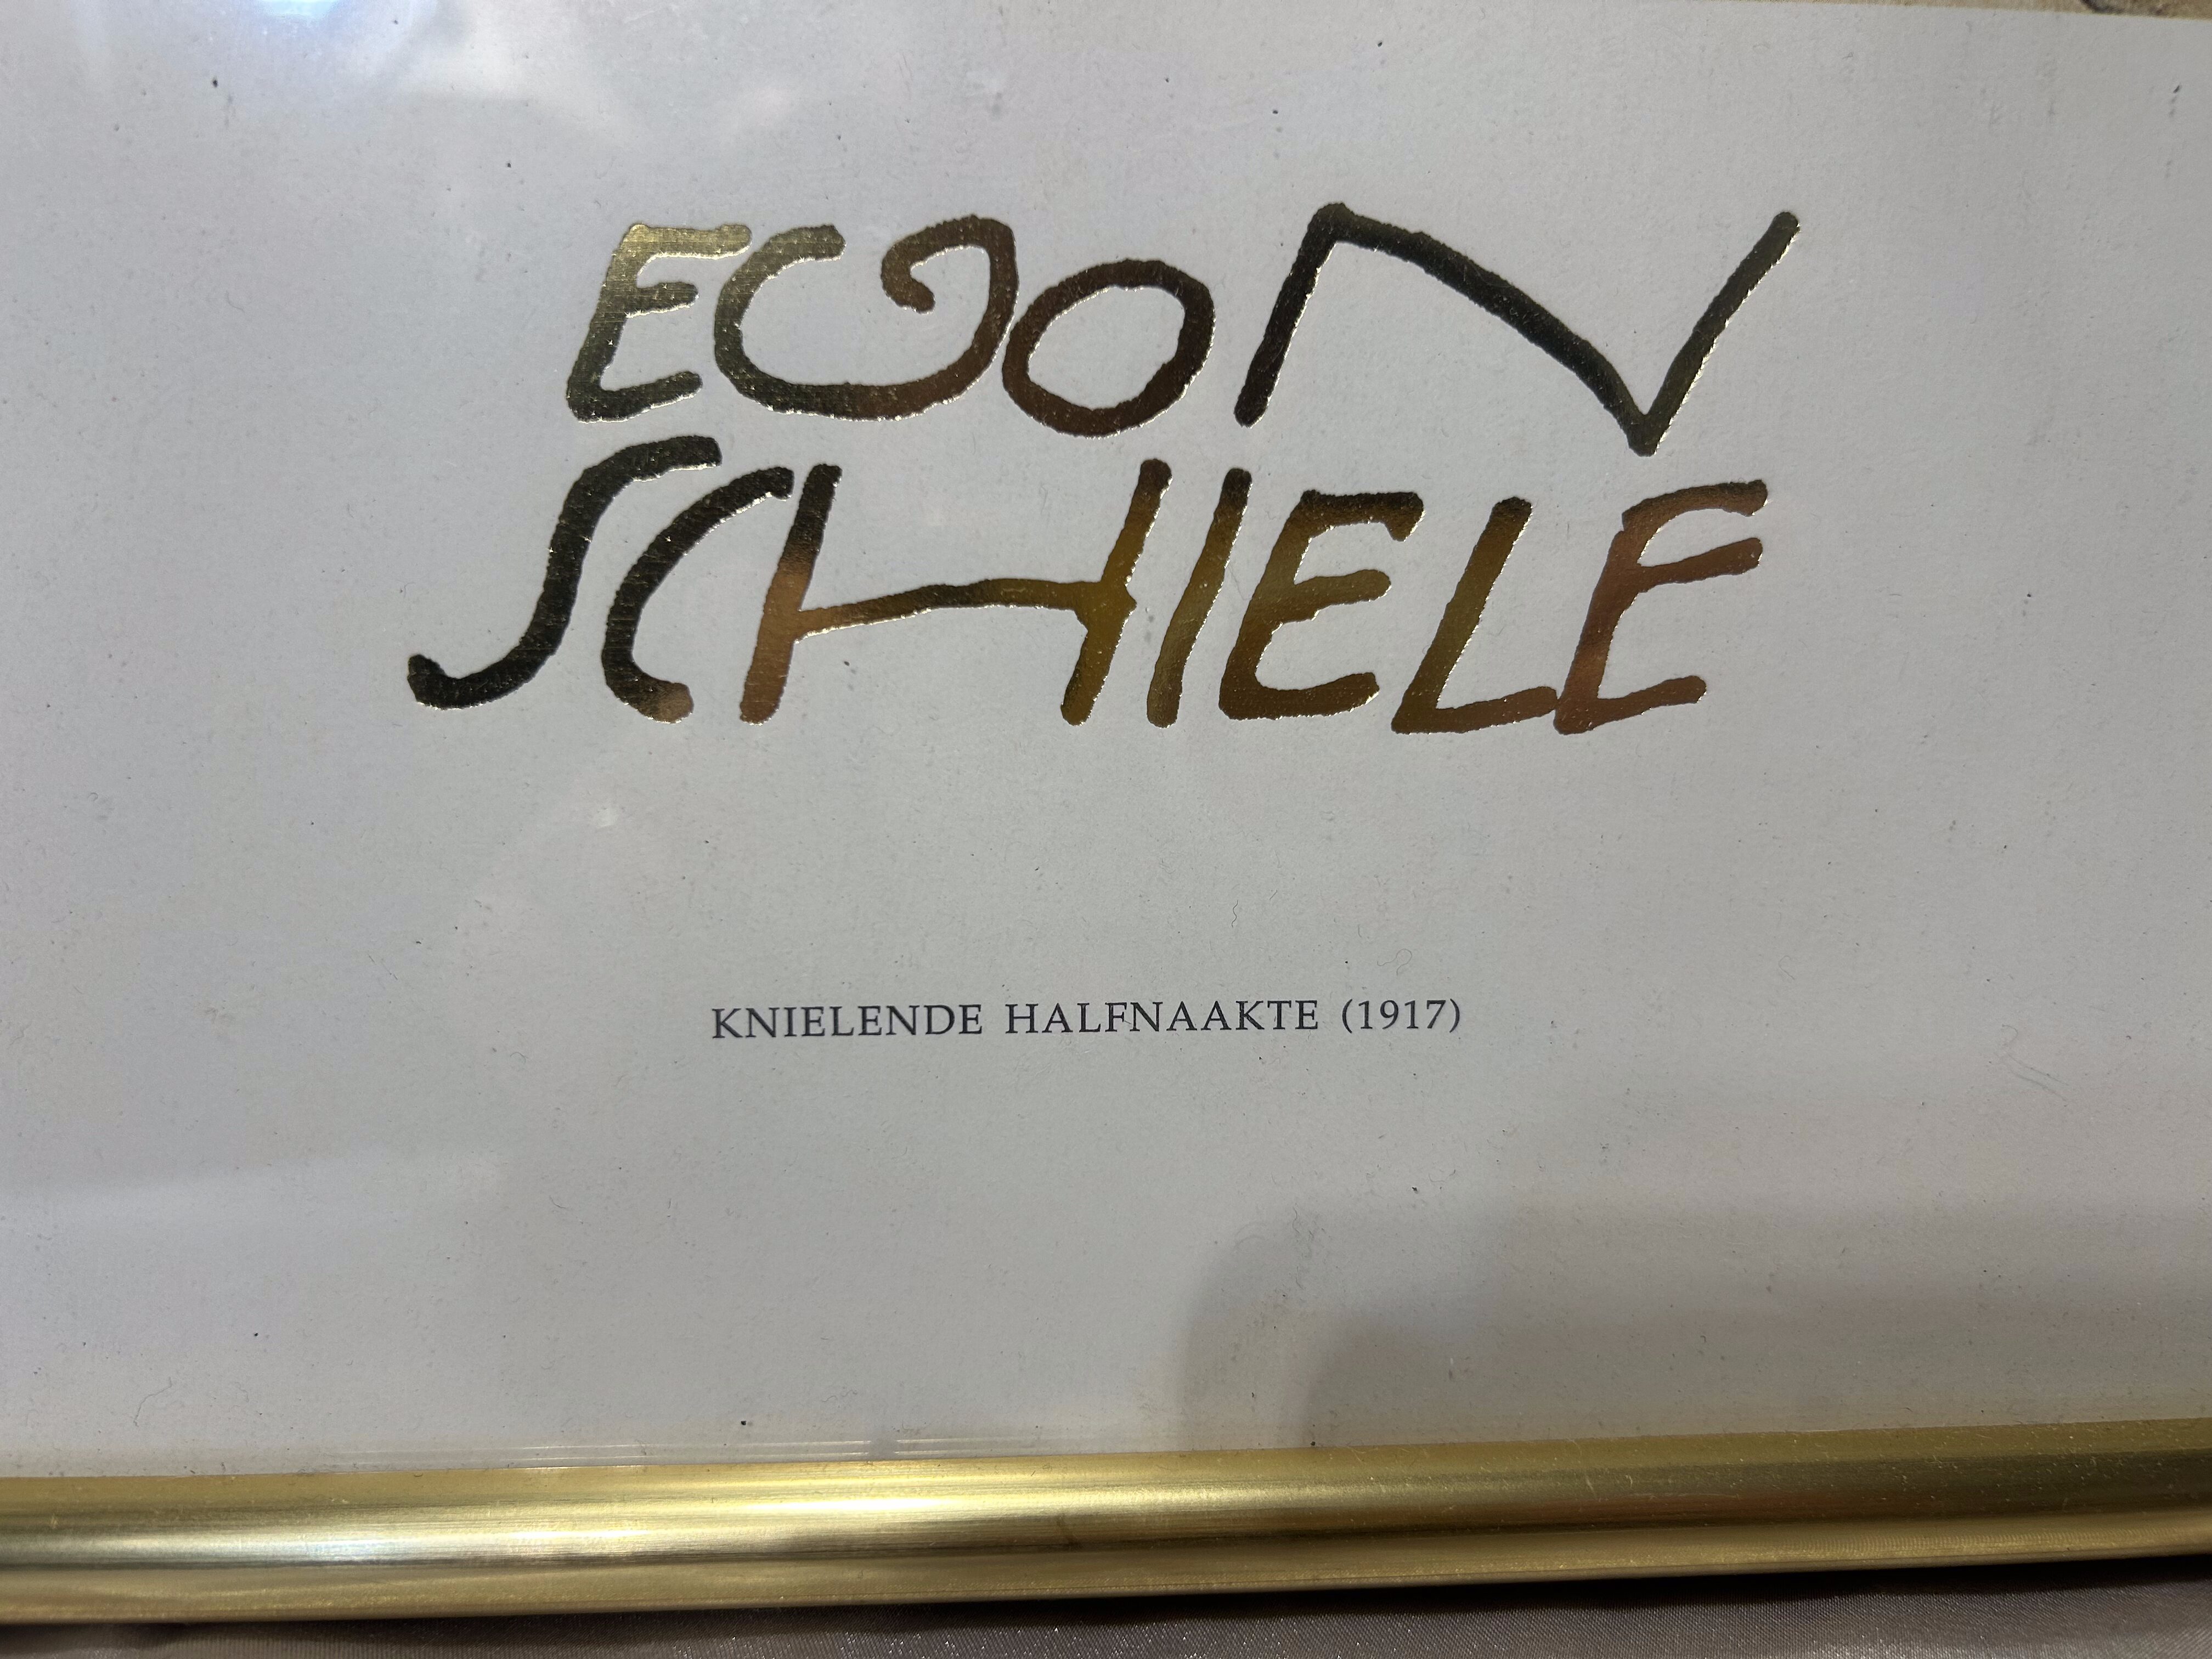 EGON
SCHIELE
KNIELENDE HALFNAAKTE (1917)